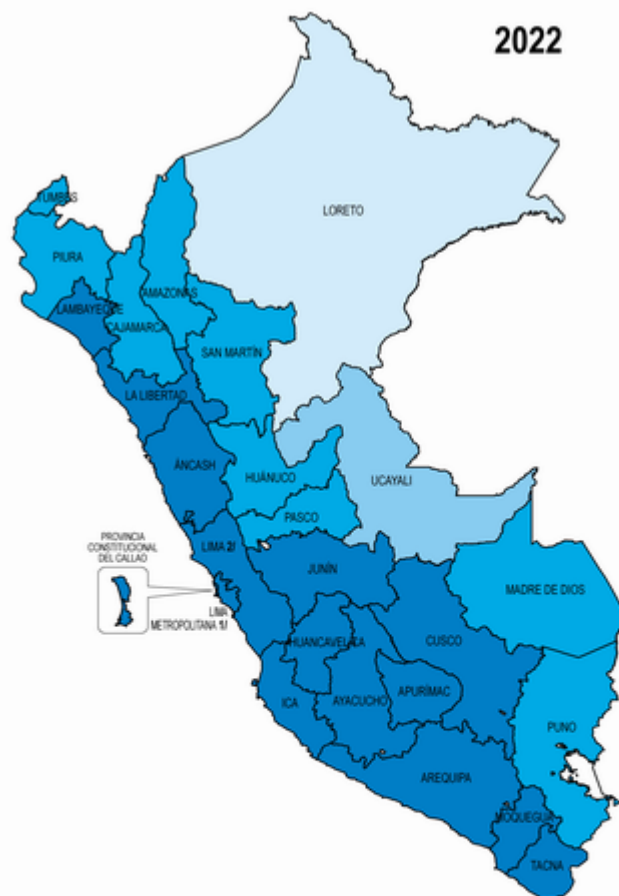 2022
LORETO
TUMBES
PIURA
AMAZONAS
LAMBAYEQUE
CAJAMARCA
SAN MARTÍN
LA LIBERTAD
ÁNCASH
HUÁNUCO
UCAYALI
PASCO
PROVINCIA
CONSTITUCIONAL
DEL CALLAO
LIMA 2/
JUNÍN
MADRE DE DIOS
LIMA
METROPOLITANA 1/
HUANCAVELICA
CUSCO
ICA
AYACUCHO
APURÍMAC
PUNO
AREQUIPA
MOQUEGUA
TACNA